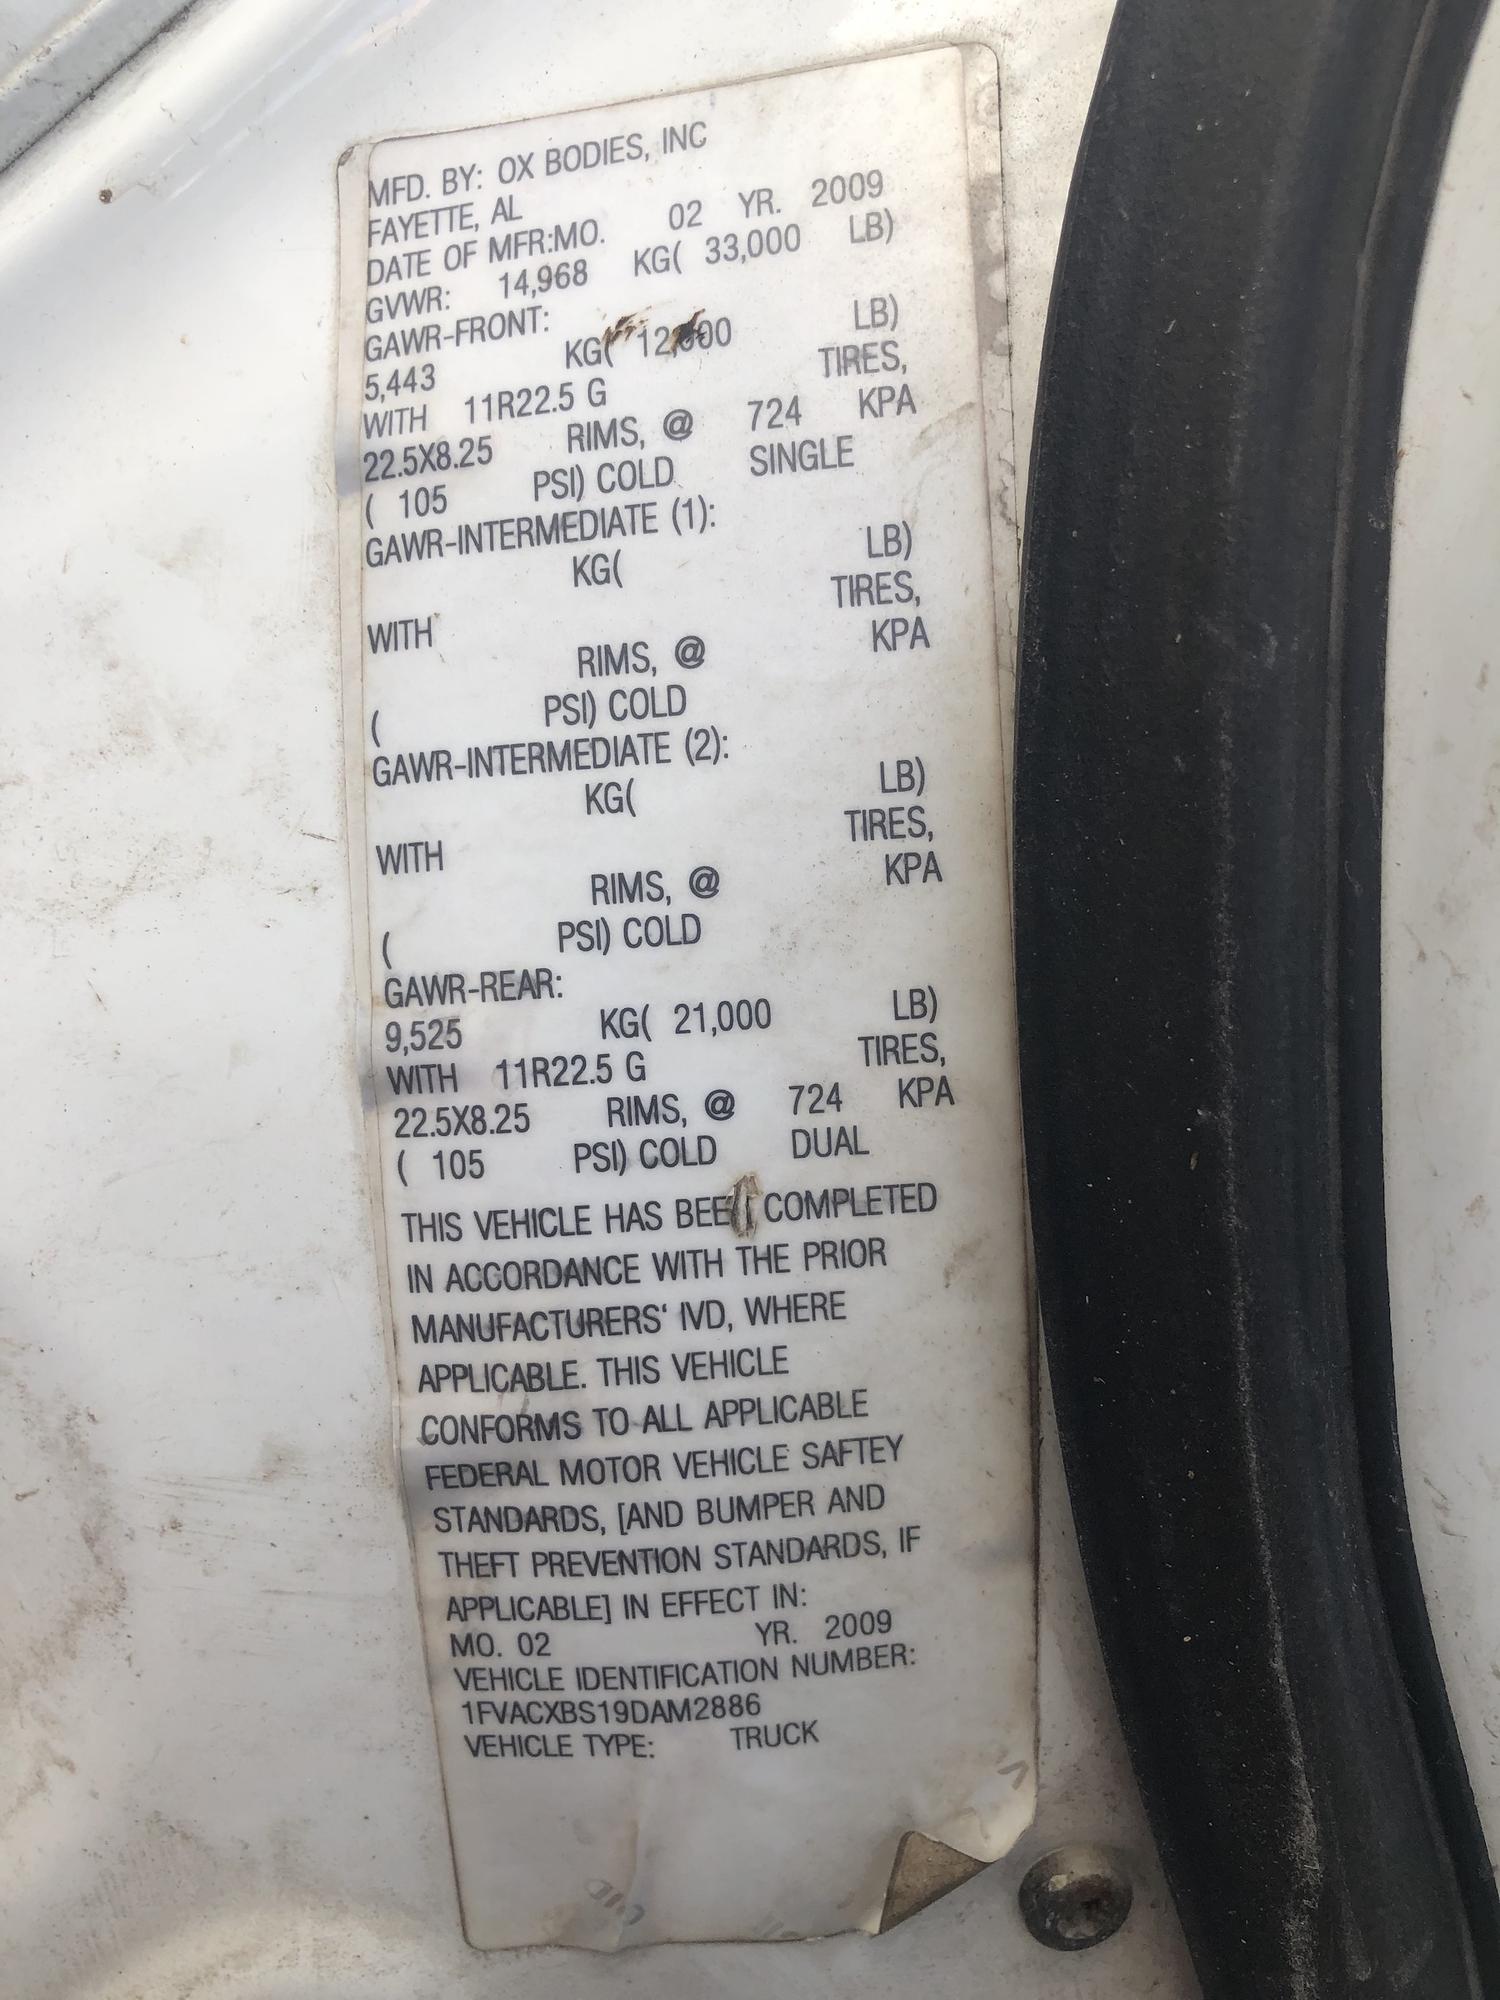 MFD. BY: OX BODIES, INC
FAYETTE, AL
DATE OF MFR:MO. 02 YR. 2009
GVWR: 14,968 KG( 33,000 LB)
GAWR-FRONT:
5,443 KG( 12,000 LB)
WITH 11R22.5 G TIRES,
22.5X8.25 RIMS, @ 724 KPA
( 105 PSI) COLD SINGLE
GAWR-INTERMEDIATE (1):
KG( LB)
WITH TIRES,
RIMS, @ KPA
( PSI) COLD
GAWR-INTERMEDIATE (2):
KG( LB)
WITH TIRES,
RIMS, @ KPA
( PSI) COLD
GAWR-REAR:
9,525 KG( 21,000 LB)
WITH 11R22.5 G TIRES,
22.5X8.25 RIMS, @ 724 KPA
( 105 PSI) COLD DUAL
THIS VEHICLE HAS BEEN COMPLETED
IN ACCORDANCE WITH THE PRIOR
MANUFACTURERS' IVD, WHERE
APPLICABLE. THIS VEHICLE
CONFORMS TO ALL APPLICABLE
FEDERAL MOTOR VEHICLE SAFTEY
STANDARDS, [AND BUMPER AND
THEFT PREVENTION STANDARDS, IF
APPLICABLE] IN EFFECT IN:
MO. 02 YR. 2009
VEHICLE IDENTIFICATION NUMBER:
1FVACXBS19DAM2886
VEHICLE TYPE: TRUCK